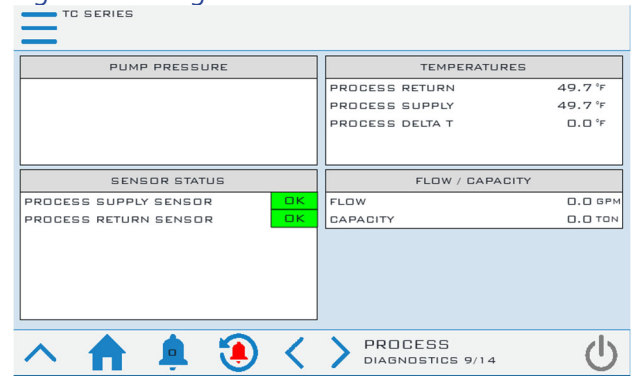 TC SERIES
PUMP PRESSURE
TEMPERATURES
PROCESS RETURN 49.7 °F
PROCESS SUPPLY 49.7 °F
PROCESS DELTA T 0.0 °F
SENSOR STATUS
PROCESS SUPPLY SENSOR OK
PROCESS RETURN SENSOR OK
FLOW / CAPACITY
FLOW 0.0 GPM
CAPACITY 0.0 TON
0
PROCESS
DIAGNOSTICS 9/14